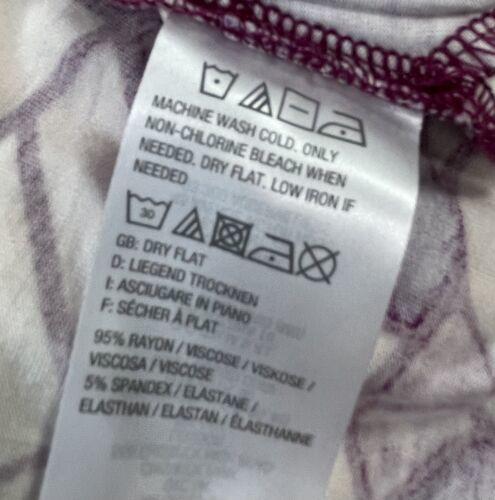 MACHINE WASH COLD. ONLY
NON-CHLORINE BLEACH WHEN
NEEDED. DRY FLAT. LOW IRON IF
NEEDED
30
GB: DRY FLAT
D: LIEGEND TROCKNEN
I: ASCIUGARE IN PIANO
F: SÉCHER À PLAT
95% RAYON / VISCOSE / VISKOSE /
VISCOSA / VISCOSE
5% SPANDEX / ELASTANE /
ELASTHAN / ELASTAN / ÉLASTHANNE